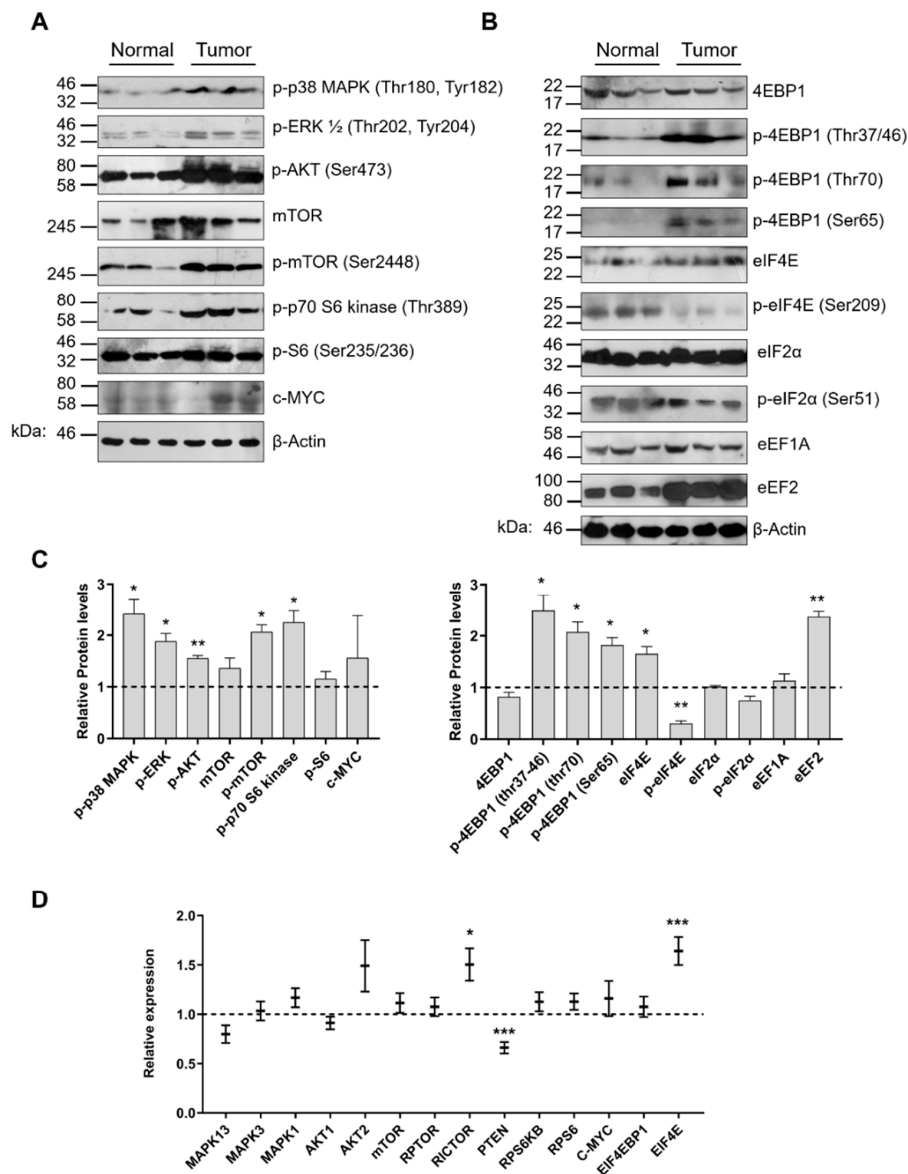 A
Normal Tumor
46
32
p-p38 MAPK (Thr180, Tyr182)
46
32
p-ERK ½ (Thr202, Tyr204)
80
58
p-AKT (Ser473)
245
mTOR
245
p-mTOR (Ser2448)
80
58
p-p70 S6 kinase (Thr389)
46
32
p-S6 (Ser235/236)
80
58
c-MYC
kDa: 46
β-Actin
B
Normal Tumor
22
17
4EBP1
22
17
p-4EBP1 (Thr37/46)
22
17
p-4EBP1 (Thr70)
22
17
p-4EBP1 (Ser65)
25
22
eIF4E
25
22
p-eIF4E (Ser209)
46
32
eIF2α
46
32
p-eIF2α (Ser51)
58
46
eEF1A
100
80
eEF2
kDa: 46
β-Actin
C
Relative Protein levels
3
2
1
0
* * ** * *
p-p38 MAPK
p-ERK
p-AKT
mTOR
p-mTOR
p-p70 S6 kinase
p-S6
c-MYC
Relative Protein levels
3
2
1
0
* * * * ** **
4EBP1
p-4EBP1 (thr37-46)
p-4EBP1 (thr70)
p-4EBP1 (Ser65)
eIF4E
p-eIF4E
eIF2α
p-eIF2α
eEF1A
eEF2
D
Relative expression
2.0
1.5
1.0
0.5
0.0
* *** ***
MAPK13
MAPK3
MAPK1
AKT1
AKT2
mTOR
RPTOR
RICTOR
PTEN
RPS6KB
RPS6
C-MYC
EIF4EBP1
EIF4E